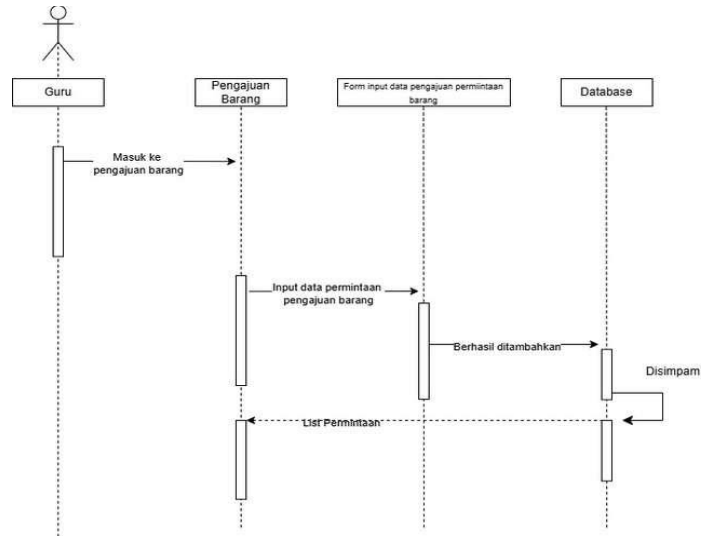 Guru
Pengajuan
Barang
Form input data pengajuan permiintaan
barang
Database
Masuk ke
pengajuan barang
Input data permintaan
pengajuan barang
Berhasil ditambahkan
Disimpam
List Permintaan